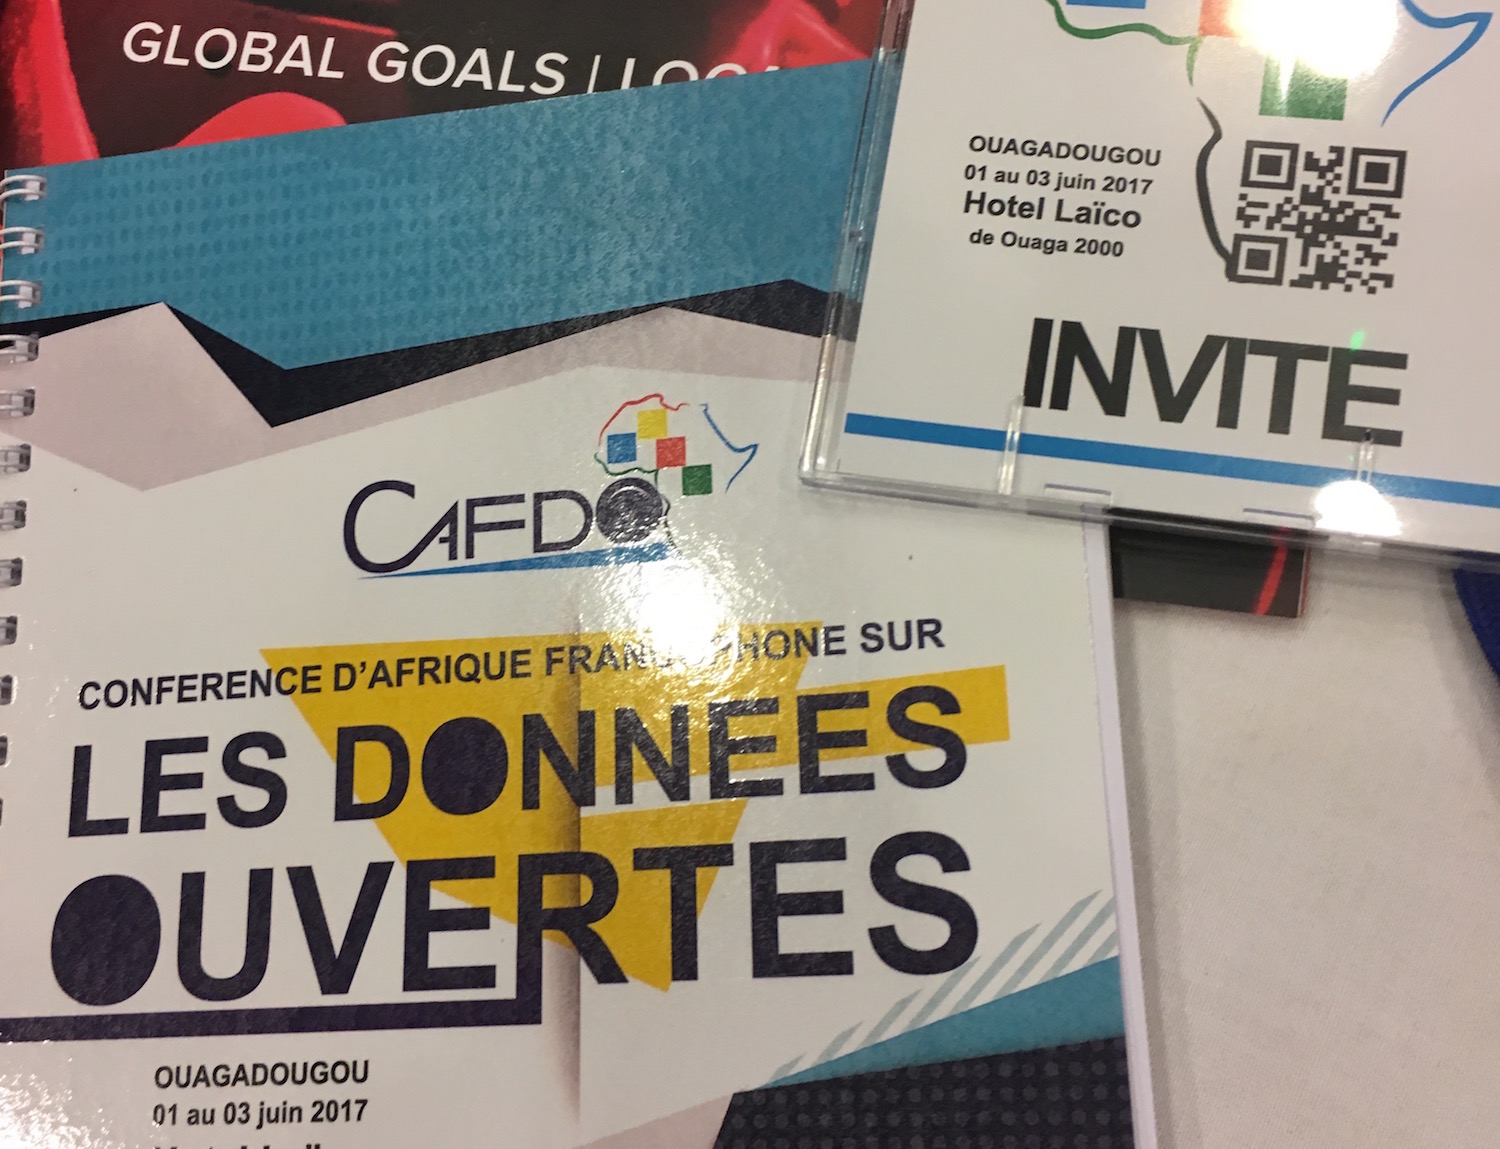 GLOBAL GOALS |
OUAGADOUGOU
01 au 03 juin 2017
Hotel Laïco
de Ouaga 2000
INVITE
CAFDO
CONFERENCE D'AFRIQUE FRANCOPHONE SUR
LES DONNEES
OUVERTES
OUAGADOUGOU
01 au 03 juin 2017